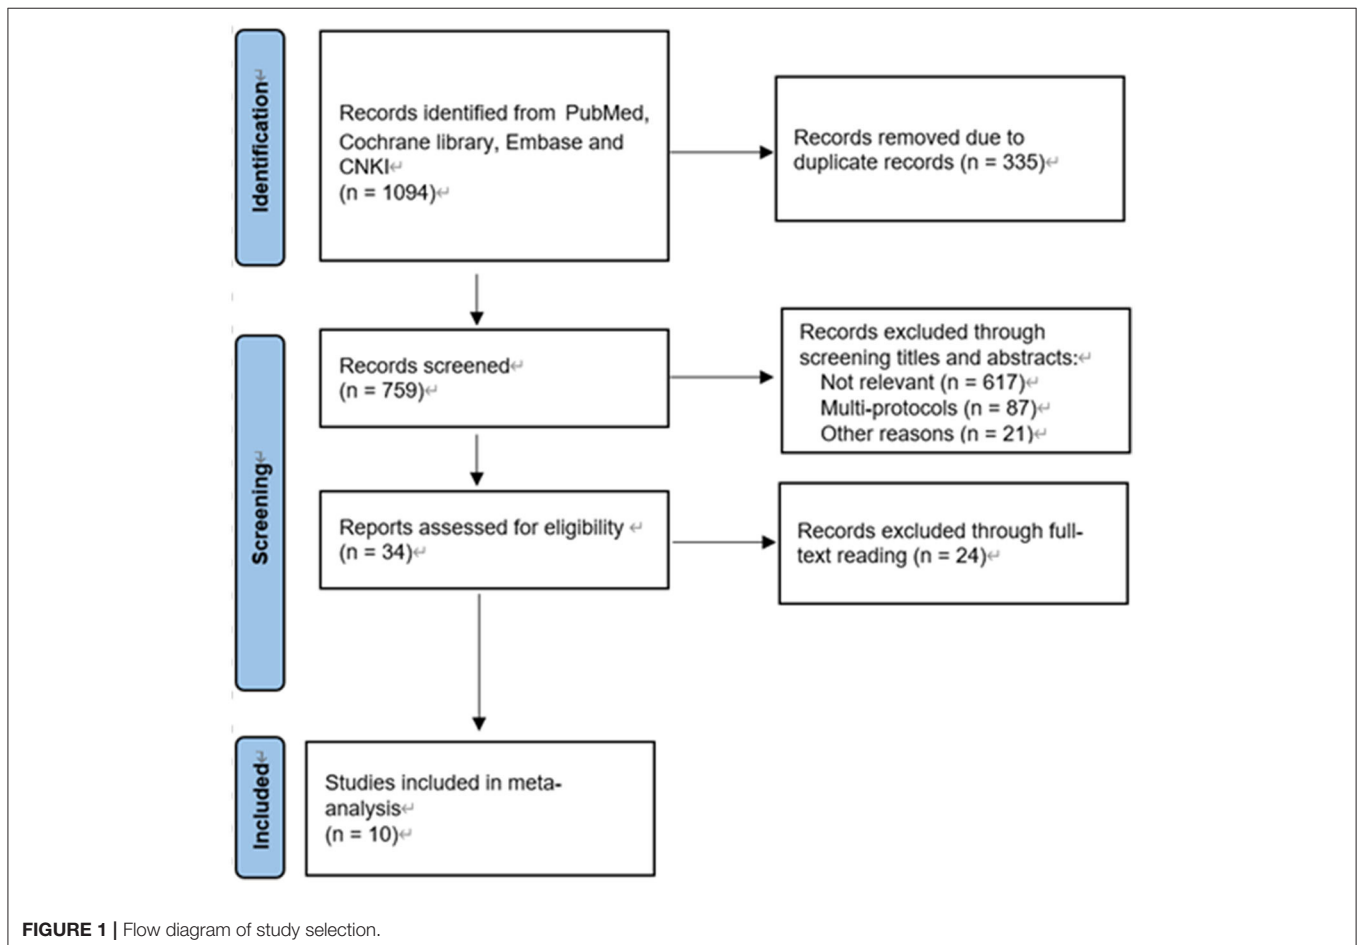 Identification↵
Records identified from PubMed,
Cochrane library, Embase and
CNKI↵
(n = 1094)↵
Records removed due to
duplicate records (n = 335)↵
Screening↵
Records screened↵
(n = 759)↵
Records excluded through
screening titles and abstracts:↵
Not relevant (n = 617)↵
Multi-protocols (n = 87)↵
Other reasons (n = 21)↵
Reports assessed for eligibility ↵
(n = 34)↵
Records excluded through full-
text reading (n = 24)↵
Included↵
Studies included in meta-
analysis↵
(n = 10)↵
FIGURE 1 | Flow diagram of study selection.